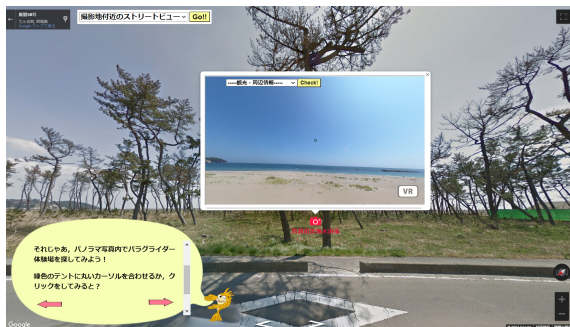 撮影地付近のストリートビュー
Go!!
-----観光・周辺情報-----
Check!
VR
それじゃあ，パノラマ写真内でパラグライダー
体験場を探してみよう！
緑色のテントに丸いカーソルを合わせるか，ク
リックをしてみると？
Google